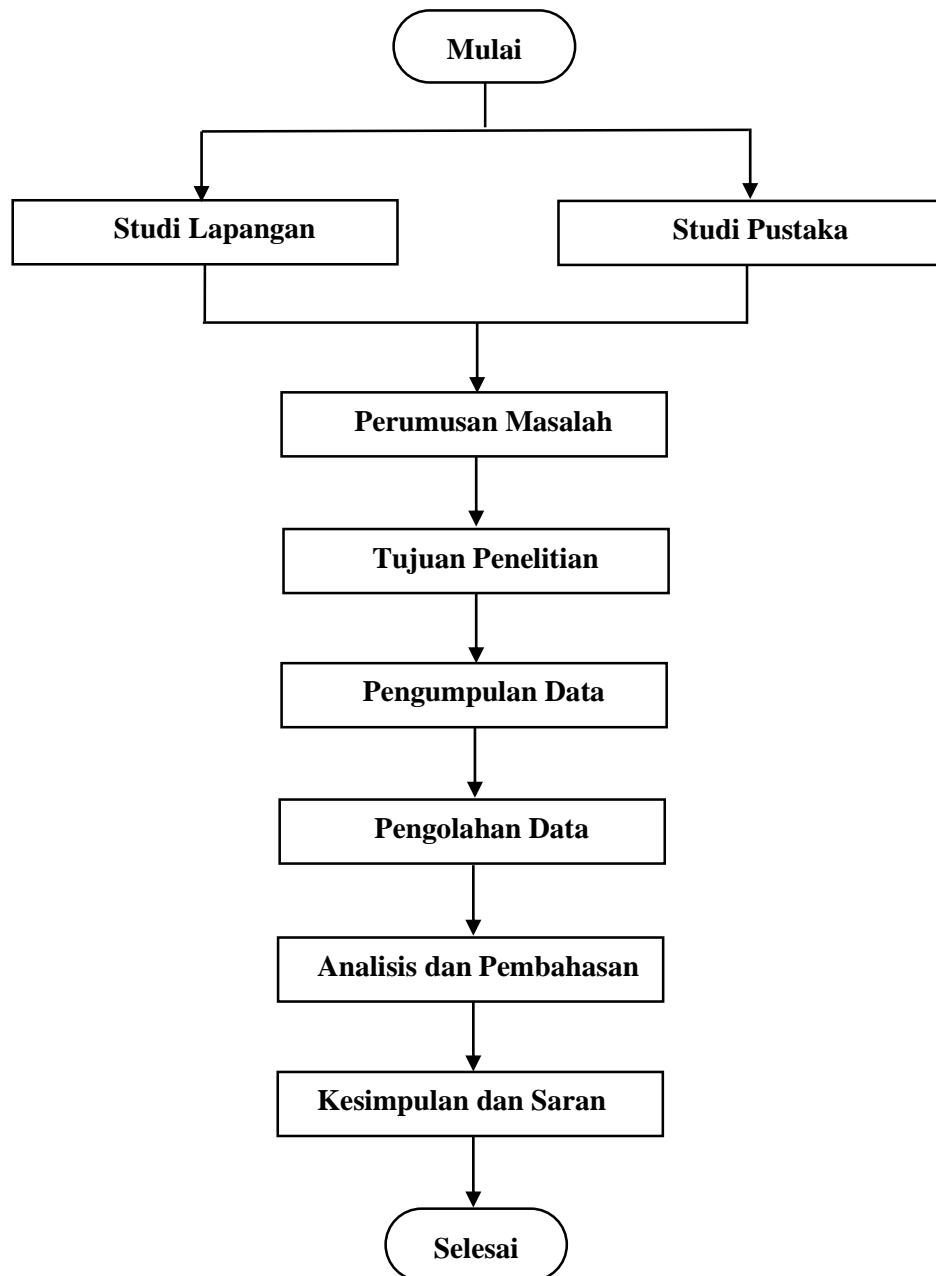 Mulai
Studi Lapangan
Studi Pustaka
Perumusan Masalah
Tujuan Penelitian
Pengumpulan Data
Pengolahan Data
Analisis dan Pembahasan
Kesimpulan dan Saran
Selesai